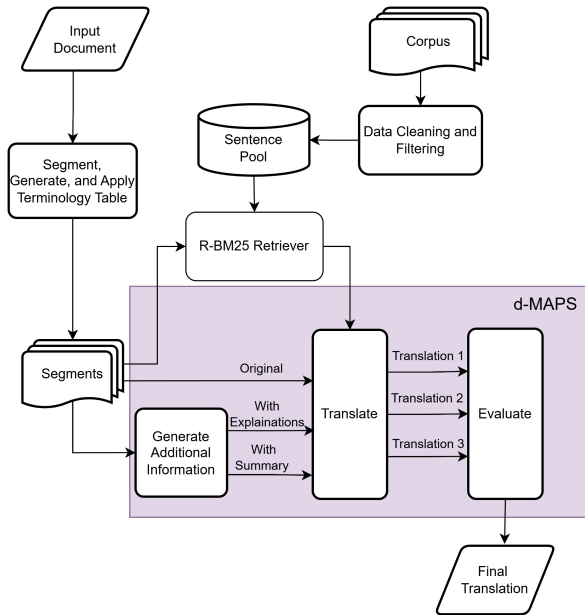 Input
Document
Corpus
Sentence
Pool
Data Cleaning and
Filtering
Segment,
Generate, and Apply
Terminology Table
R-BM25 Retriever
d-MAPS
Segments
Original
Translation 1
With
Explainations
Translate
Translation 2
Evaluate
Generate
Additional
Information
With
Summary
Translation 3
Final
Translation